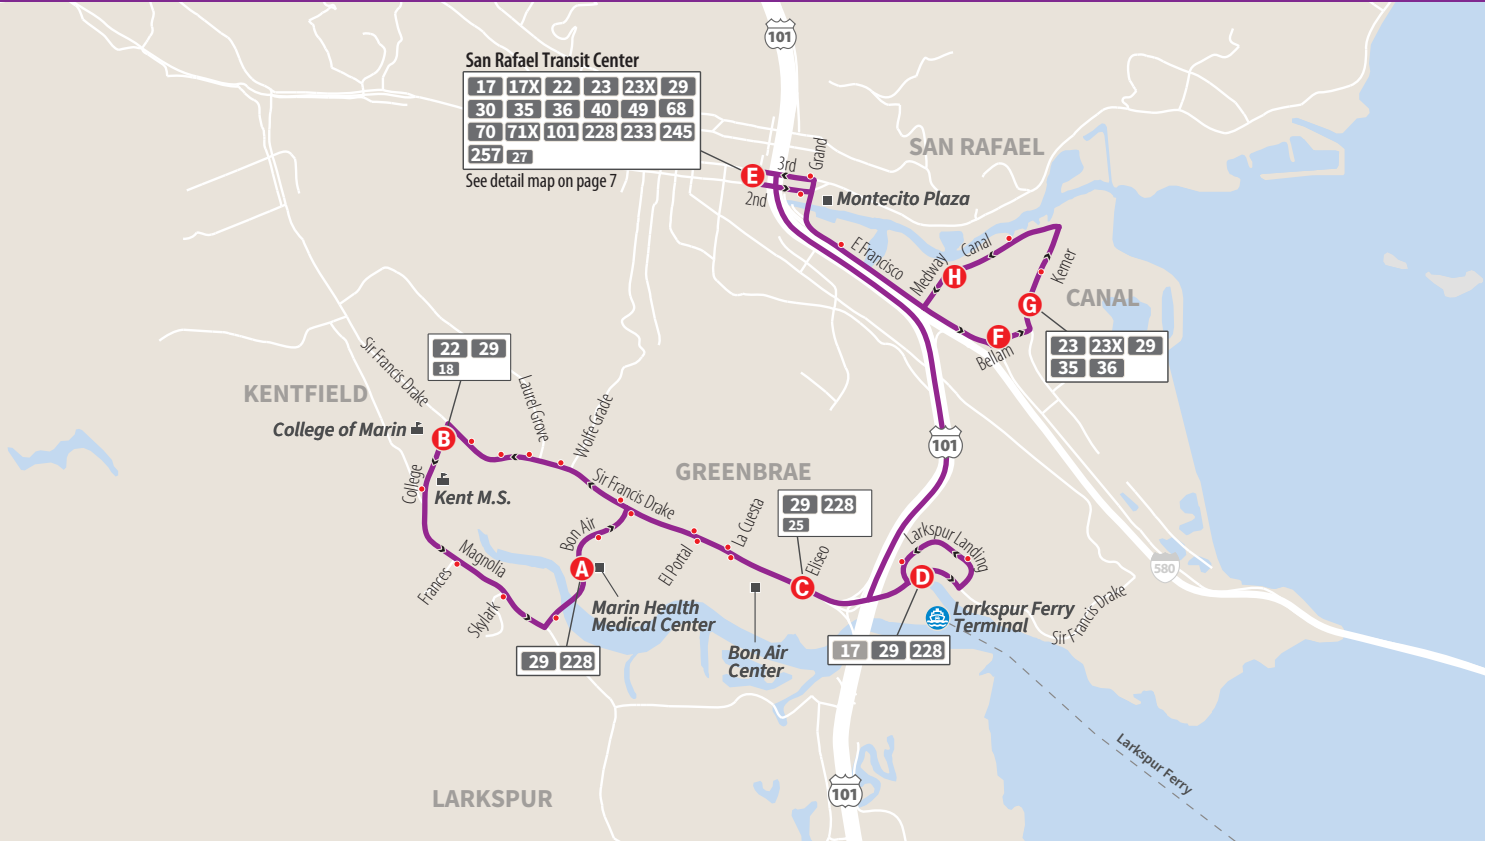 101
San Rafael Transit Center
17 17X 22 23 23X 29
30 35 36 40 49 68
70 71X 101 228 233 245
257 27
See detail map on page 7
E
3rd
Grand
2nd
SAN RAFAEL
Montecito Plaza
E Francisco
Medway
Canal
H
Kerner
G
CANAL
F
Bellam
23 23X 29
35 36
22 29
18
Sir Francis Drake
KENTFIELD
College of Marin
B
Laurel Grove
Wolfe Grade
College
Kent M.S.
GREENBRAE
Sir Francis Drake
101
29 228
25
La Cuesta
El Portal
Bon Air
Eliseo
C
Larkspur Landing
D
580
Magnolia
Frances
Skylark
A
Marin Health
Medical Center
Larkspur Ferry
Terminal
Sir Francis Drake
Bon Air
Center
29 228
17 29 228
Larkspur Ferry
101
LARKSPUR